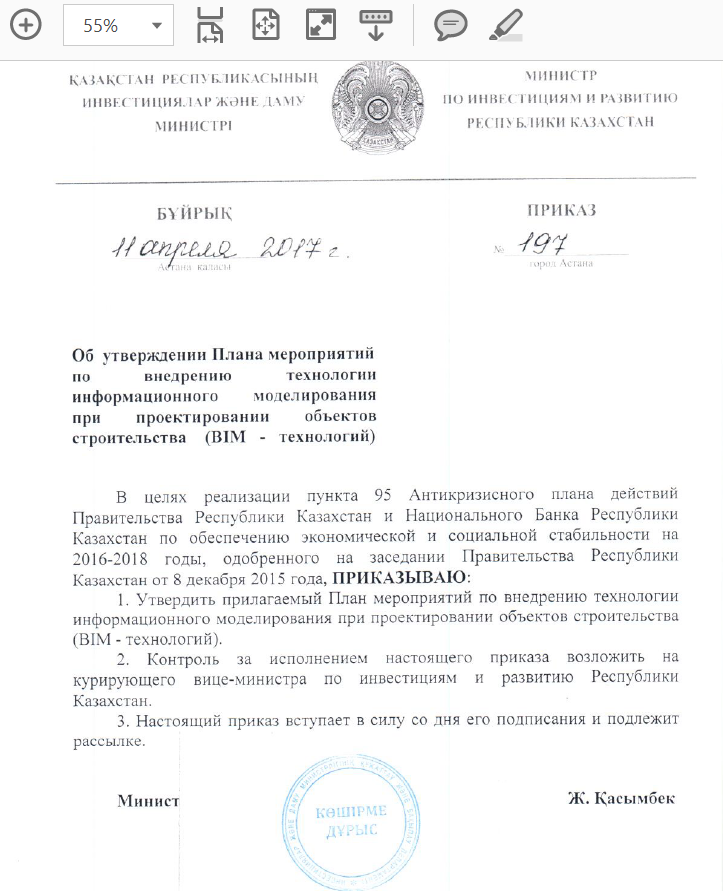 55%
ҚАЗАҚСТАН РЕСПУБЛИКАСЫНЫҢ
ИНВЕСТИЦИЯЛАР ЖӘНЕ ДАМУ
МИНИСТРІ
ҚАЗАҚСТАН
МИНИСТР
ПО ИНВЕСТИЦИЯМ И РАЗВИТИЮ
РЕСПУБЛИКИ КАЗАХСТАН
БҰЙРЫҚ
11 апреля 2017 г.
Астана қаласы
ПРИКАЗ
№ 197
город Астана
Об утверждении Плана мероприятий
по внедрению технологии
информационного моделирования
при проектировании объектов
строительства (BIM - технологий)
В целях реализации пункта 95 Антикризисного плана действий
Правительства Республики Казахстан и Национального Банка Республики
Казахстан по обеспечению экономической и социальной стабильности на
2016-2018 годы, одобренного на заседании Правительства Республики
Казахстан от 8 декабря 2015 года, ПРИКАЗЫВАЮ:
1. Утвердить прилагаемый План мероприятий по внедрению технологии
информационного моделирования при проектировании объектов строительства
(BIM - технологий).
2. Контроль за исполнением настоящего приказа возложить на
курирующего вице-министра по инвестициям и развитию Республики
Казахстан.
3. Настоящий приказ вступает в силу со дня его подписания и подлежит
рассылке.
Минист
КӨШІРМЕ
ДҰРЫС
Ж. Қасымбек